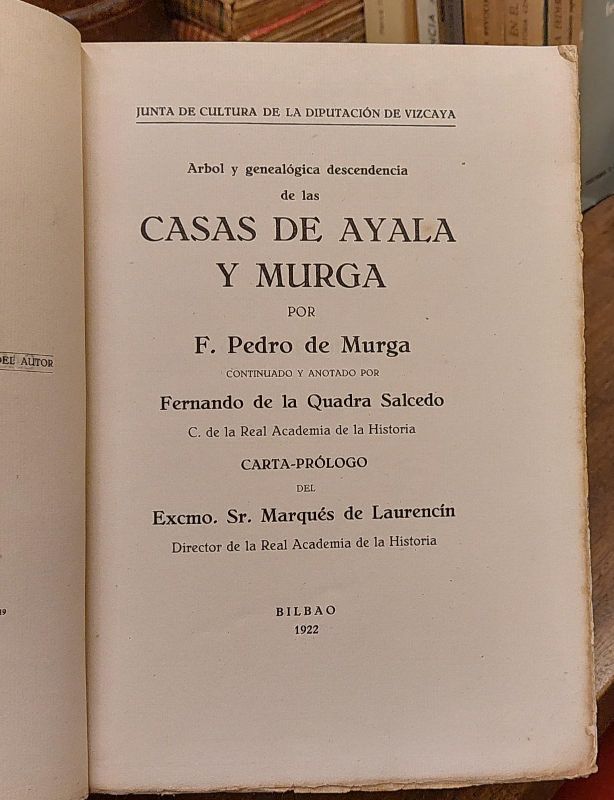 JUNTA DE CULTURA DE LA DIPUTACIÓN DE VIZCAYA
Arbol y genealógica descendencia
de las
CASAS DE AYALA
Y MURGA
POR
F. Pedro de Murga
CONTINUADO Y ANOTADO POR
Fernando de la Quadra Salcedo
C. de la Real Academia de la Historia
CARTA-PRÓLOGO
DEL
Excmo. Sr. Marqués de Laurencín
Director de la Real Academia de la Historia
BILBAO
1922
DEL AUTOR